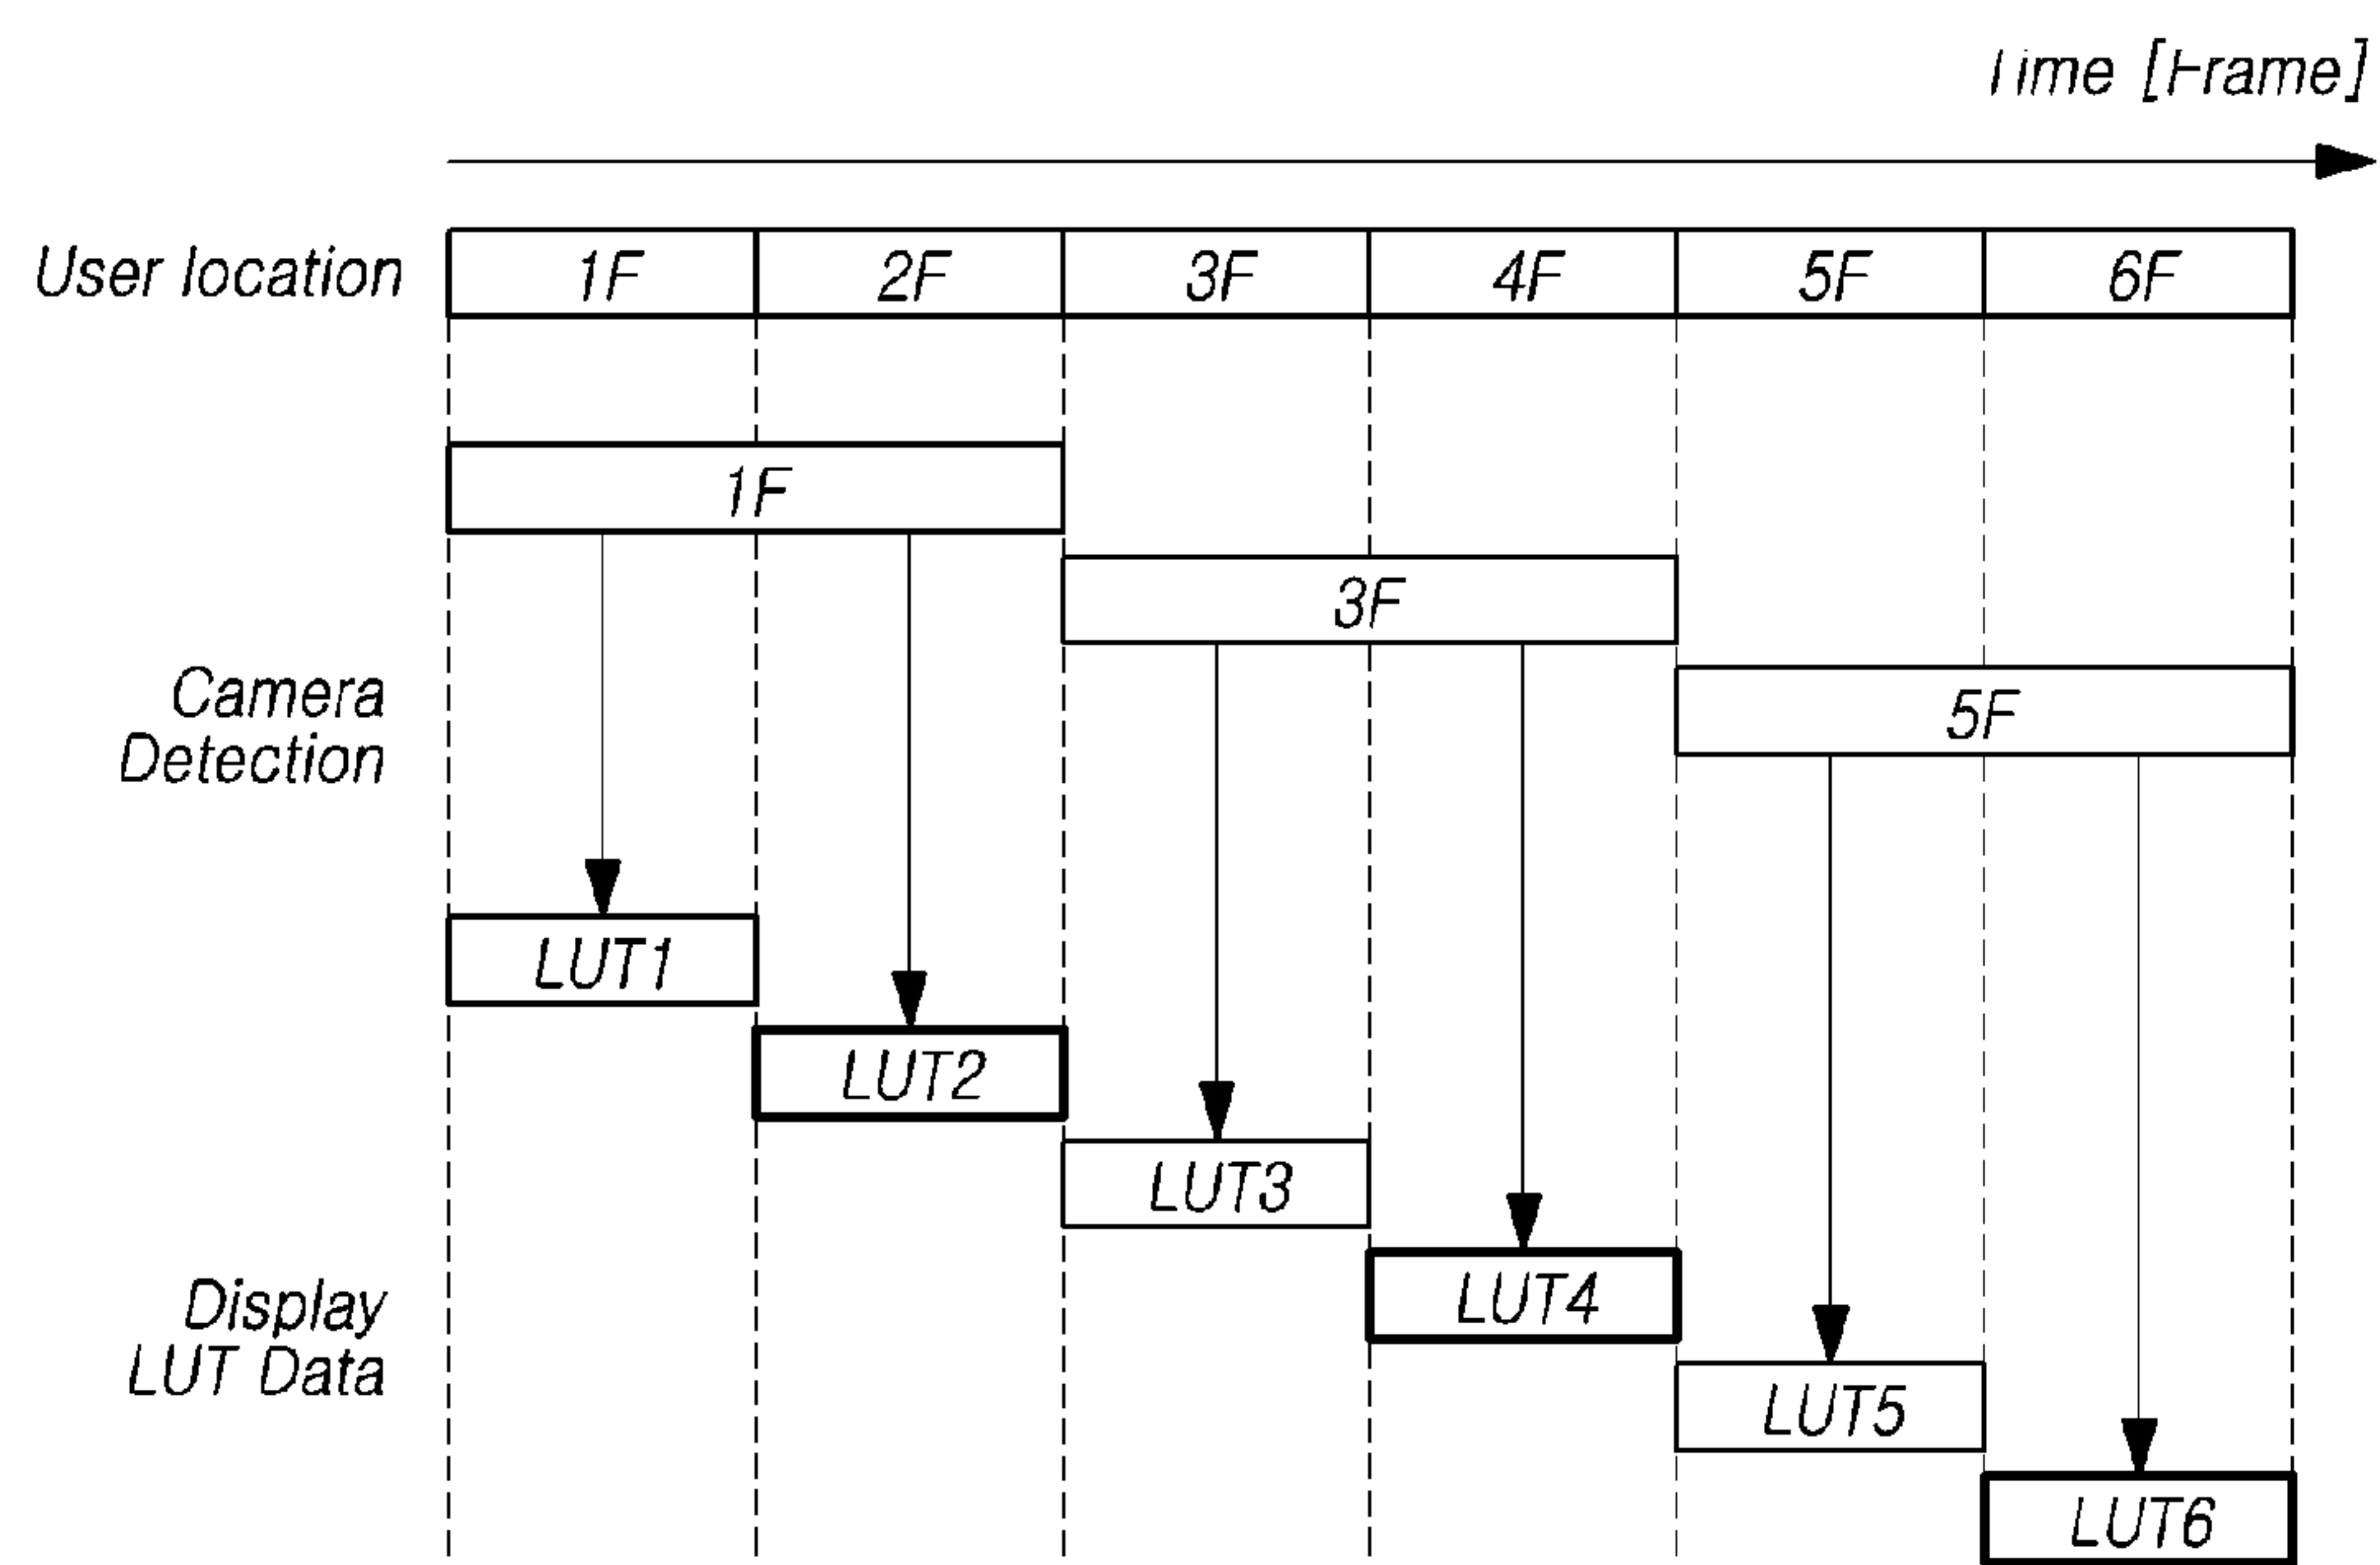 Time [Frame]
User location 1F 2F 3F 4F 5F 6F
1F
3F
Camera
Detection
5F
LUT1
LUT2
LUT3
LUT4
Display
LUT Data
LUT5
LUT6